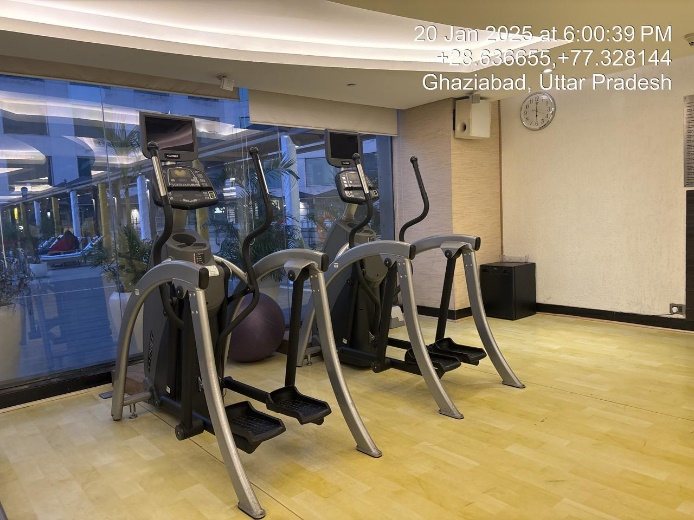 20 Jan 2025 at 6:00:39 PM
+28.636655,+77.328144
Ghaziabad, Uttar Pradesh